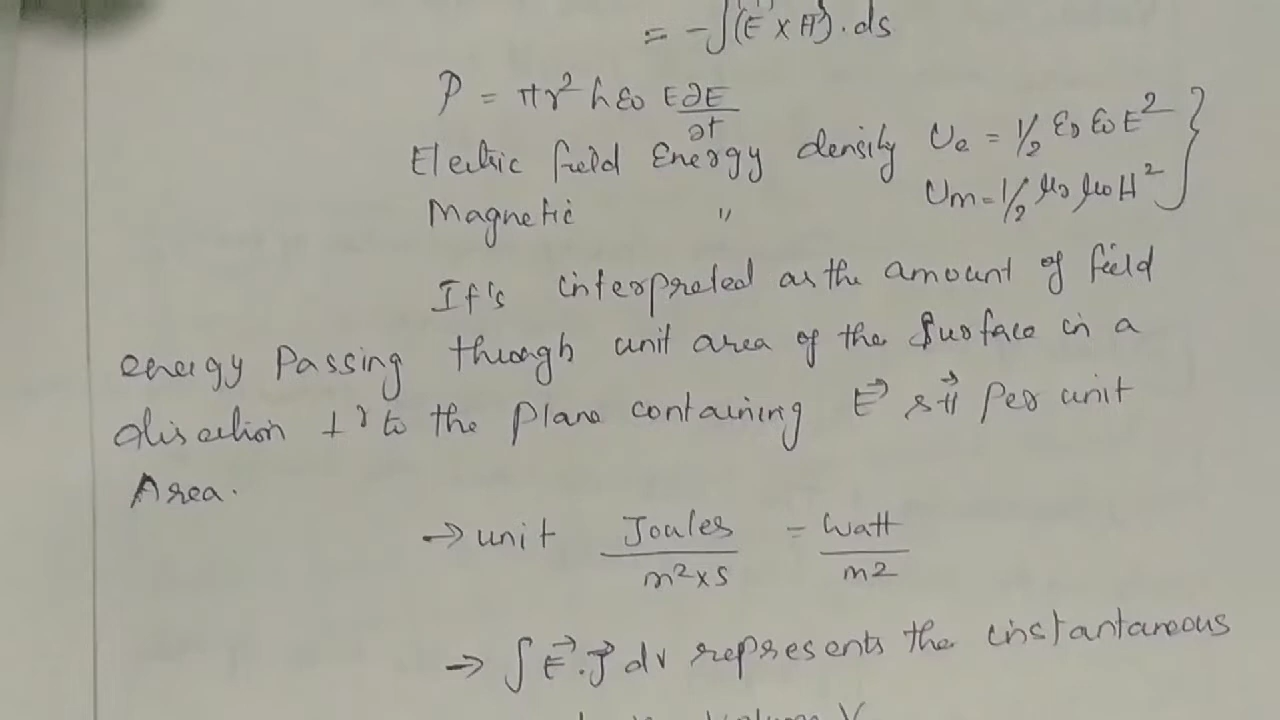 = -∫(E × H).ds
P = πr² h ε0 E∂E/∂t
Electric field Energy density Ue = 1/2 εr ε0 E² }
Magnetic " Um = 1/2 μr μ0 H²
It's interpreted as the amount of field
energy Passing through unit area of the surface in a
direction ⊥r to the plane containing E⃗ & H⃗ per unit
Area.
→ unit Joules/m²×s = Watt/m2
→ ∫ E⃗.J⃗ dv represents the instantaneous